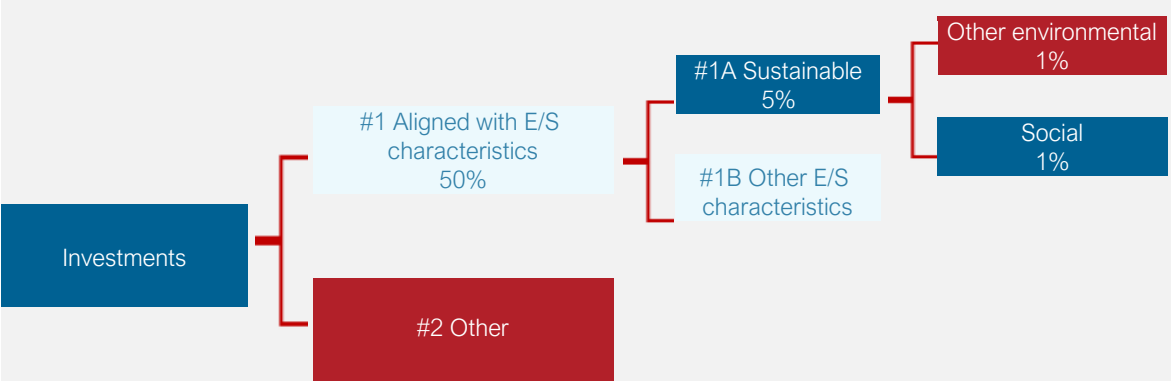 Other environmental
1%
#1A Sustainable
5%
#1 Aligned with E/S
characteristics
50%
Social
1%
#1B Other E/S
characteristics
Investments
#2 Other